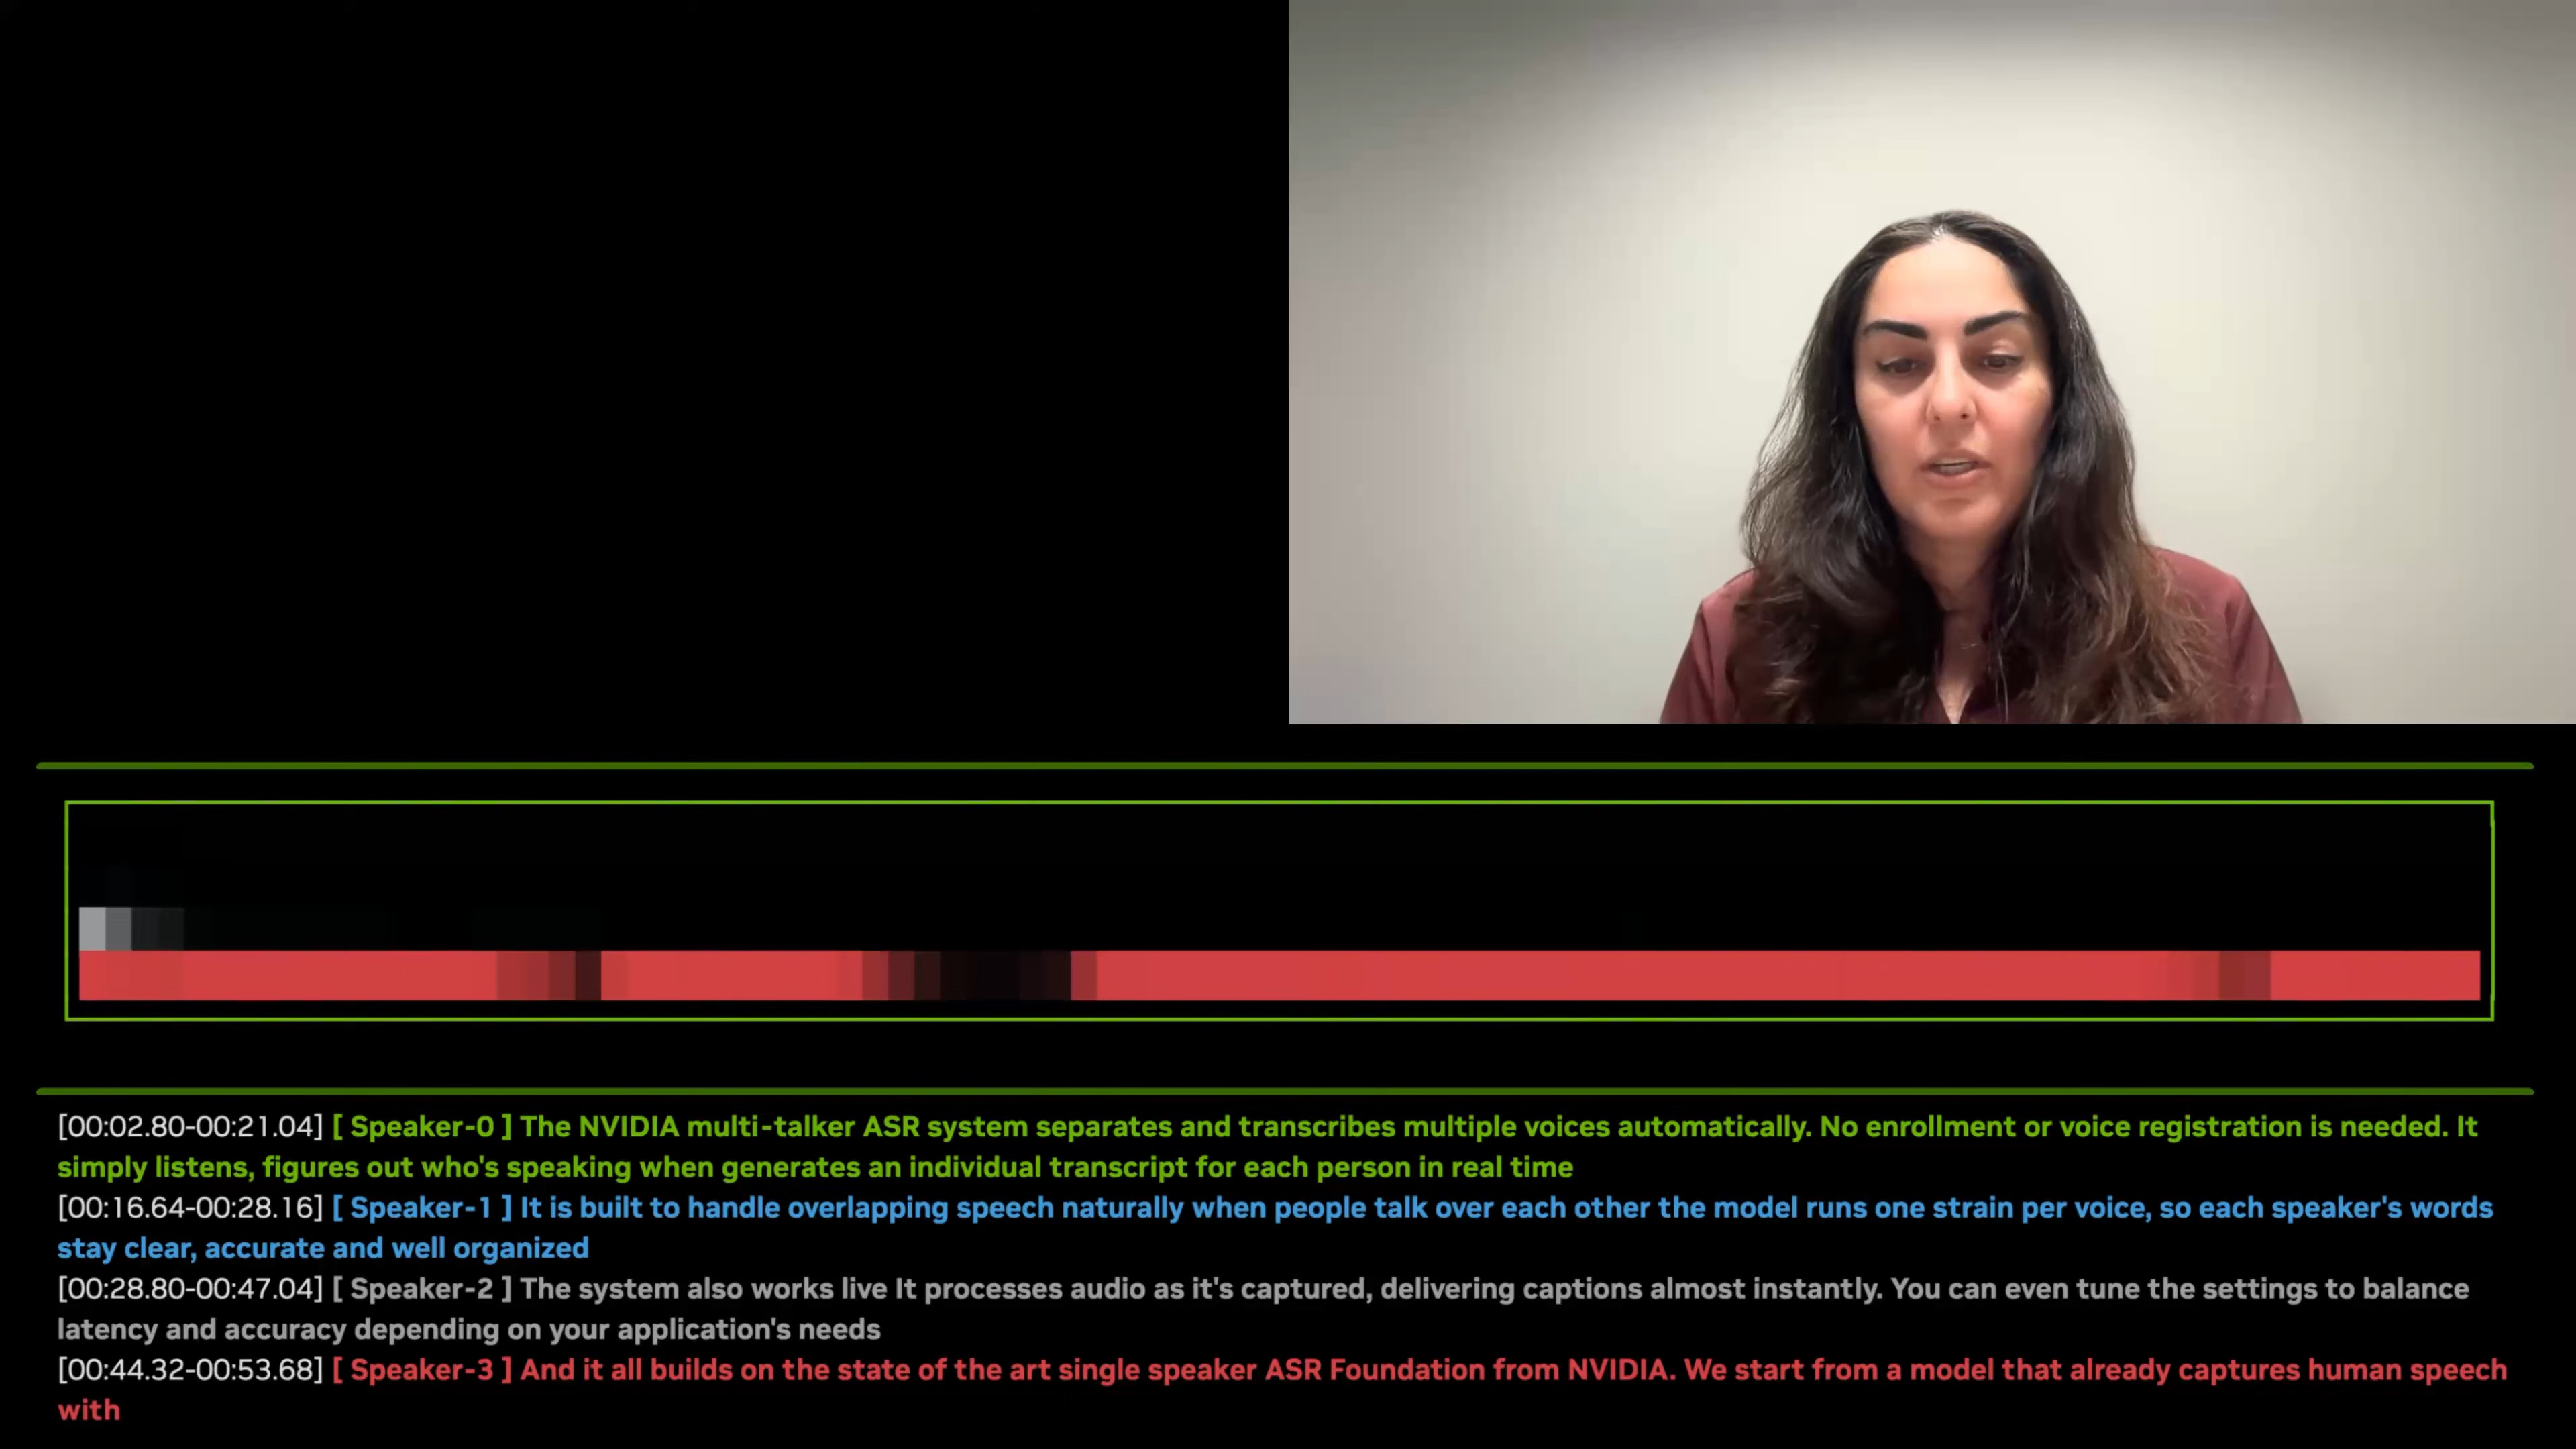 [00:02.80-00:21.04] [ Speaker-0 ] The NVIDIA multi-talker ASR system separates and transcribes multiple voices automatically. No enrollment or voice registration is needed. It
simply listens, figures out who's speaking when generates an individual transcript for each person in real time
[00:16.64-00:28.16] [ Speaker-1 ] It is built to handle overlapping speech naturally when people talk over each other the model runs one strain per voice, so each speaker's words
stay clear, accurate and well organized
[00:28.80-00:47.04] [ Speaker-2 ] The system also works live It processes audio as it's captured, delivering captions almost instantly. You can even tune the settings to balance
latency and accuracy depending on your application's needs
[00:44.32-00:53.68] [ Speaker-3 ] And it all builds on the state of the art single speaker ASR Foundation from NVIDIA. We start from a model that already captures human speech
with